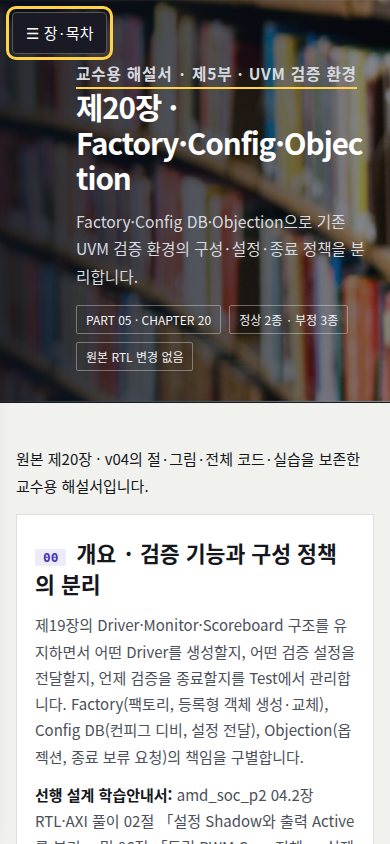 ☰ 장·목차
교수용 해설서 · 제5부 · UVM 검증 환경
제20장 ·
Factory·Config·Objec
tion
Factory·Config DB·Objection으로 기존
UVM 검증 환경의 구성·설정·종료 정책을 분
리합니다.
PART 05 · CHAPTER 20
정상 2종 · 부정 3종
원본 RTL 변경 없음
원본 제20장 · v04의 절·그림·전체 코드·실습을 보존한
교수용 해설서입니다.
00 개요 · 검증 기능과 구성 정책
의 분리
제19장의 Driver·Monitor·Scoreboard 구조를 유
지하면서 어떤 Driver를 생성할지, 어떤 검증 설정을
전달할지, 언제 검증을 종료할지를 Test에서 관리합
니다. Factory(팩토리, 등록형 객체 생성·교체),
Config DB(컨피그 디비, 설정 전달), Objection(옵
젝션, 종료 보류 요청)의 책임을 구별합니다.
선행 설계 학습안내서: amd_soc_p2 04.2장
RTL·AXI 풀이 02절 「설정 Shadow와 출력 Active